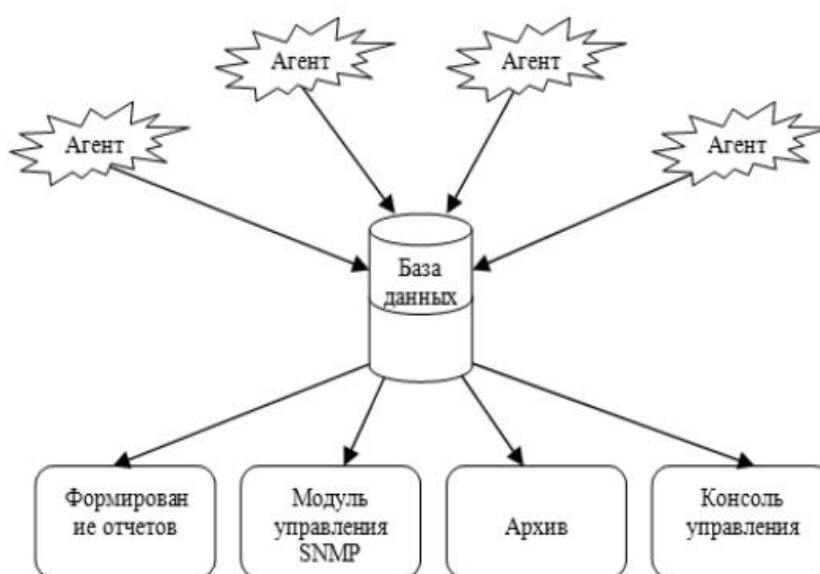 Агент
Агент
Агент
Агент
База
данных
Формирован
ие отчетов
Модуль
управления
SNMP
Архив
Консоль
управления